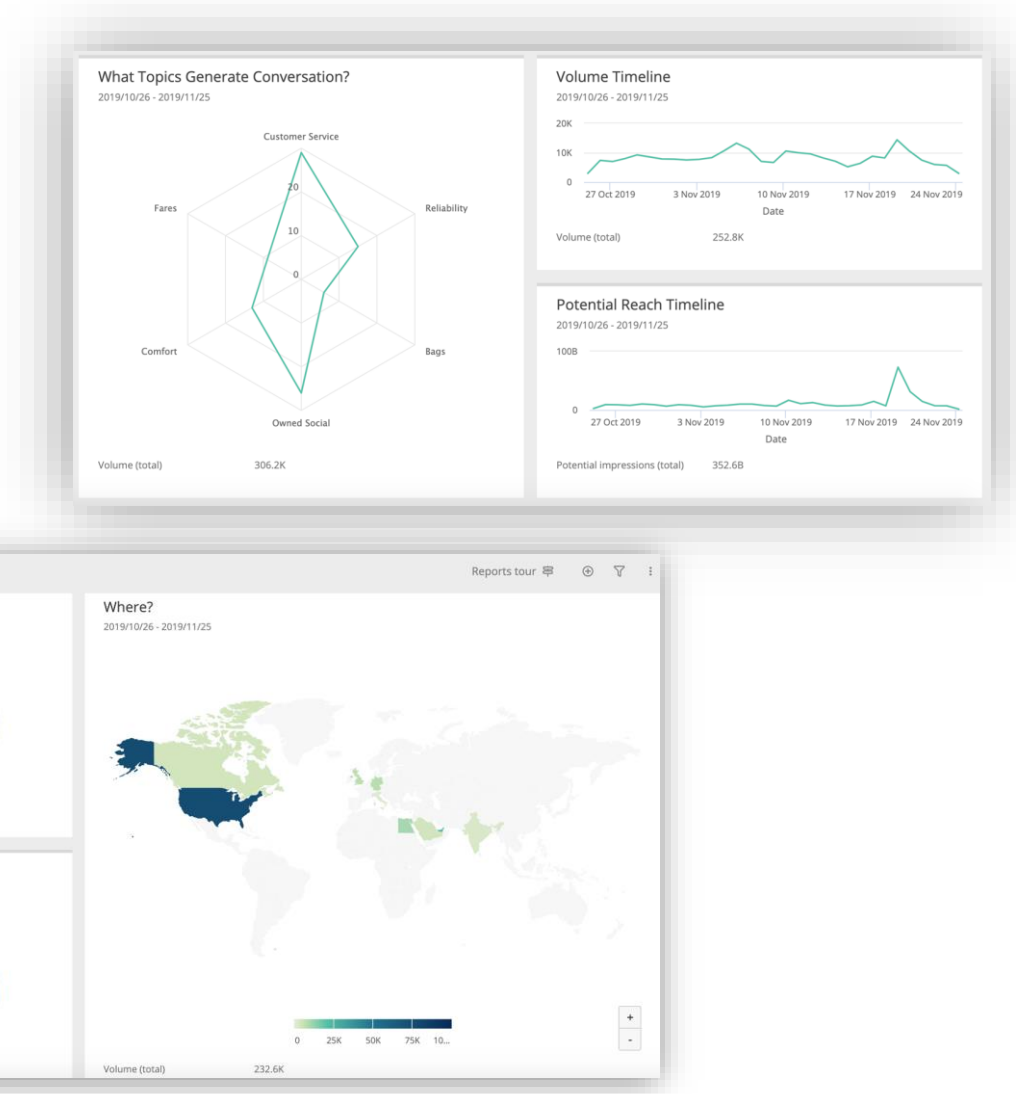 What Topics Generate Conversation?
2019/10/26 - 2019/11/25
Customer Service
20
Fares
Reliability
10
0
Comfort
Bags
Owned Social
Volume (total) 306.2K
Volume Timeline
2019/10/26 - 2019/11/25
20K
10K
0
27 Oct 2019 3 Nov 2019 10 Nov 2019 17 Nov 2019 24 Nov 2019
Date
Volume (total) 252.8K
Potential Reach Timeline
2019/10/26 - 2019/11/25
100B
0
27 Oct 2019 3 Nov 2019 10 Nov 2019 17 Nov 2019 24 Nov 2019
Date
Potential impressions (total) 352.6B
Reports tour
Where?
2019/10/26 - 2019/11/25
+
-
0 25K 50K 75K 10...
Volume (total) 232.6K